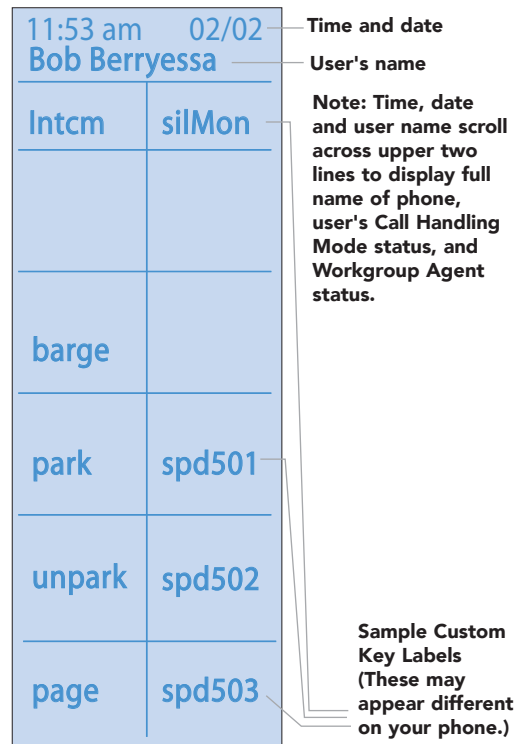 11:53 am 02/02
Time and date
Bob Berryessa
User's name
Intcm silMon
Note: Time, date
and user name scroll
across upper two
lines to display full
name of phone,
user's Call Handling
Mode status, and
Workgroup Agent
status.
barge
park spd501
unpark spd502
page spd503
Sample Custom
Key Labels
(These may
appear different
on your phone.)